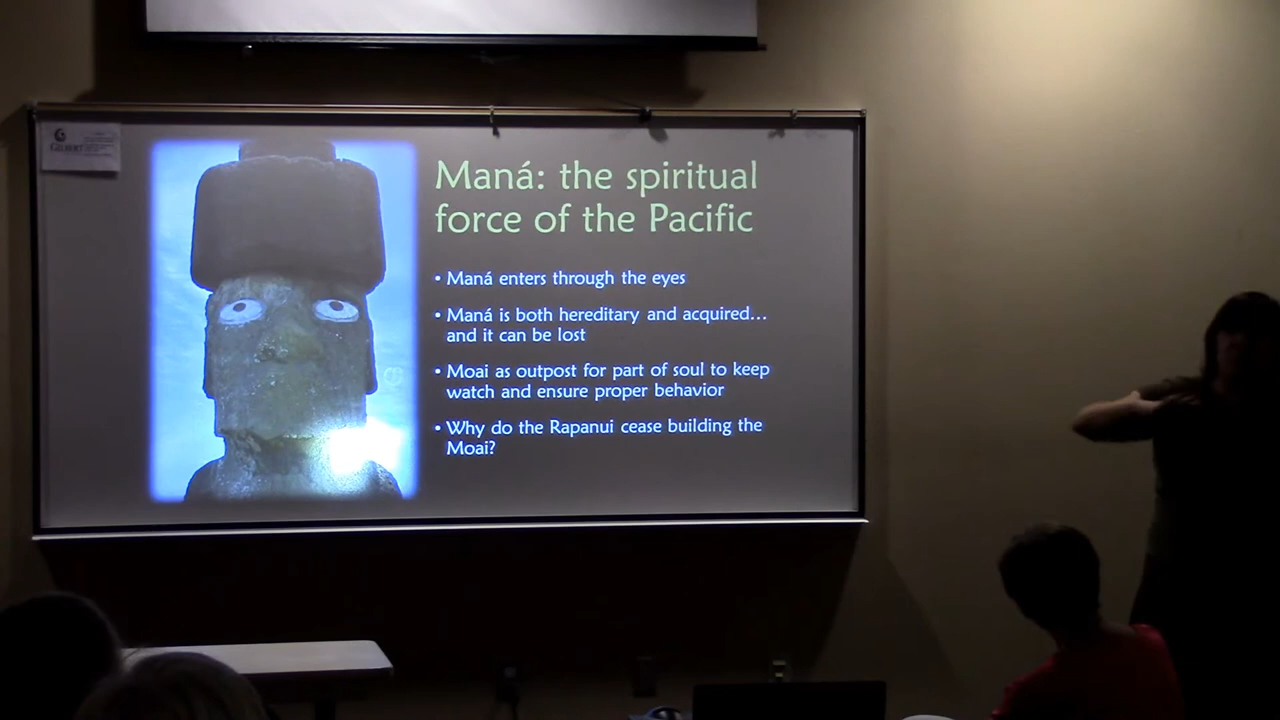 GILBERT
Maná: the spiritual
force of the Pacific
• Maná enters through the eyes
• Maná is both hereditary and acquired…
and it can be lost
• Moai as outpost for part of soul to keep
watch and ensure proper behavior
• Why do the Rapanui cease building the
Moai?